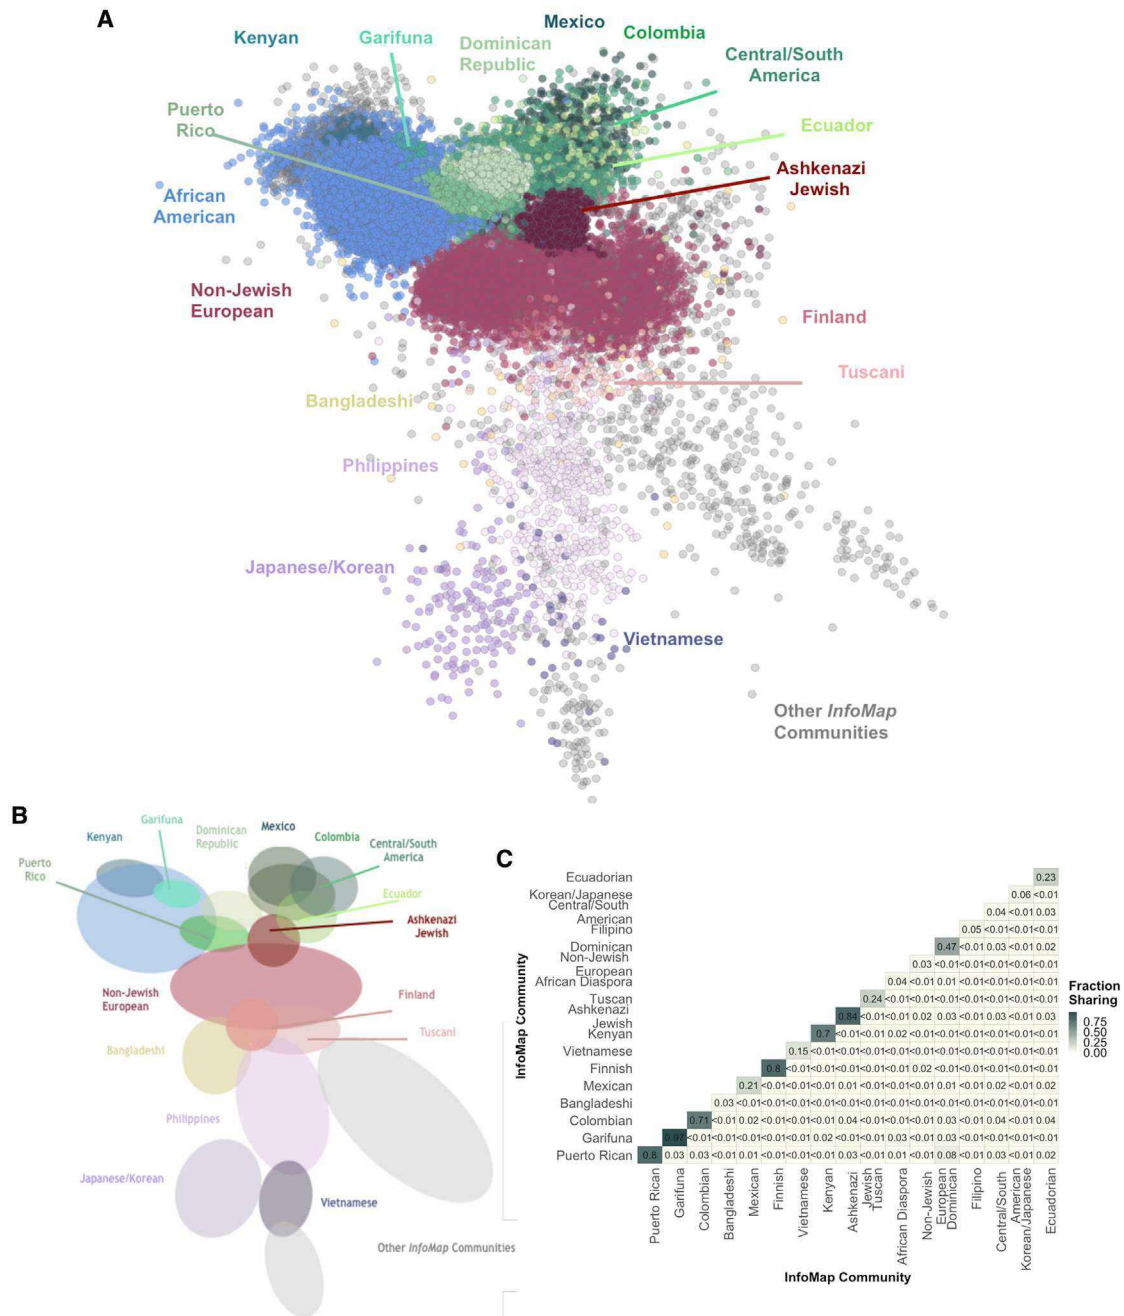 A
Mexico
Kenyan
Garifuna
Dominican
Republic
Colombia
Central/South
America
Puerto
Rico
Ecuador
Ashkenazi
Jewish
African
American
Non-Jewish
European
Finland
Tuscani
Bangladeshi
Philippines
Japanese/Korean
Vietnamese
Other InfoMap
Communities
B
Garifuna
Kenyan
Dominican
Republic
Mexico
Colombia
Central/South
America
Puerto
Rico
Ecuador
Ashkenazi
Jewish
Non-Jewish
European
Finland
Tuscani
Bangladeshi
Philippines
Japanese/Korean
Vietnamese
Other InfoMap Communities
C
InfoMap Community
Ecuadorian 0.23
Korean/Japanese 0.06 <0.01
Central/South
American 0.04 <0.01 0.03
Filipino 0.05 <0.01 <0.01 <0.01
Dominican 0.47 <0.01 0.03 <0.01 0.02
Non-Jewish
European 0.03 <0.01 <0.01 <0.01 <0.01 <0.01
African Diaspora 0.04 <0.01 0.01 <0.01 <0.01 <0.01 <0.01
Tuscan 0.24 <0.01 <0.01 <0.01 <0.01 <0.01 <0.01 <0.01
Ashkenazi
Jewish 0.84 <0.01 <0.01 0.02 0.03 <0.01 0.03 <0.01 0.03
Kenyan 0.7 <0.01 <0.01 0.02 <0.01 <0.01 <0.01 <0.01 <0.01 <0.01
Vietnamese 0.15 <0.01 <0.01 <0.01 <0.01 <0.01 <0.01 <0.01 <0.01 <0.01 <0.01
Finnish 0.8 <0.01 <0.01 <0.01 <0.01 <0.01 0.02 <0.01 <0.01 <0.01 <0.01 <0.01
Mexican 0.21 <0.01 <0.01 <0.01 0.01 <0.01 <0.01 <0.01 0.01 <0.01 0.02 <0.01 0.02
Bangladeshi 0.03 <0.01 <0.01 <0.01 <0.01 <0.01 <0.01 <0.01 <0.01 <0.01 <0.01 <0.01 <0.01 <0.01
Colombian 0.71 <0.01 0.02 <0.01 <0.01 <0.01 0.04 <0.01 <0.01 0.01 0.03 <0.01 0.04 <0.01 0.04
Garifuna 0.97 <0.01 <0.01 <0.01 <0.01 <0.01 0.02 <0.01 <0.01 0.03 <0.01 0.03 <0.01 <0.01 <0.01 <0.01
Puerto Rican 0.8 0.03 0.03 <0.01 0.01 <0.01 <0.01 0.01 0.03 <0.01 0.01 0.01 0.08 <0.01 0.03 <0.01 0.02
Puerto Rican
Garifuna
Colombian
Bangladeshi
Mexican
Finnish
Vietnamese
Kenyan
Ashkenazi
Jewish
Tuscan
African Diaspora
Non-Jewish
European
Dominican
Filipino
Central/South
American
Korean/Japanese
Ecuadorian
InfoMap Community
Fraction
Sharing
0.75
0.50
0.25
0.00